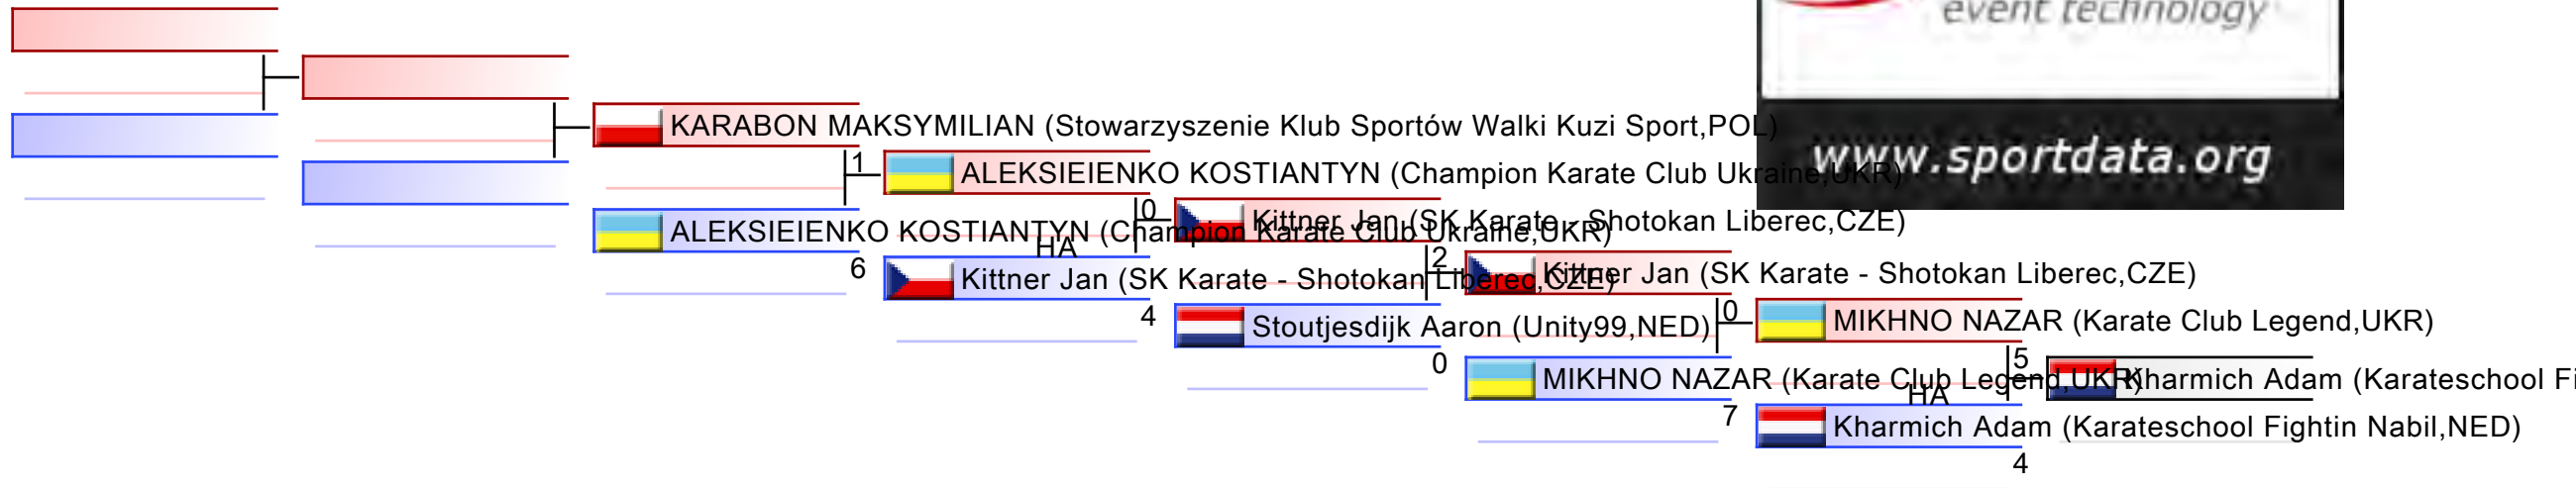 event technology
www.sportdata.org
KARABON MAKSYMILIAN (Stowarzyszenie Klub Sportów Walki Kuzi Sport,POL)
1
ALEKSIEIENKO KOSTIANTYN (Champion Karate Club Ukraine,UKR)
0
Kittner Jan (SK Karate - Shotokan Liberec,CZE)
ALEKSIEIENKO KOSTIANTYN (Champion Karate Club Ukraine,UKR)
HA
6
2
Kittner Jan (SK Karate - Shotokan Liberec,CZE)
Kittner Jan (SK Karate - Shotokan Liberec,CZE)
4
0
Stoutjesdijk Aaron (Unity99,NED)
MIKHNO NAZAR (Karate Club Legend,UKR)
0
5
MIKHNO NAZAR (Karate Club Legend,UKR)
Kharmich Adam (Karateschool Fi
HA
7
Kharmich Adam (Karateschool Fightin Nabil,NED)
4